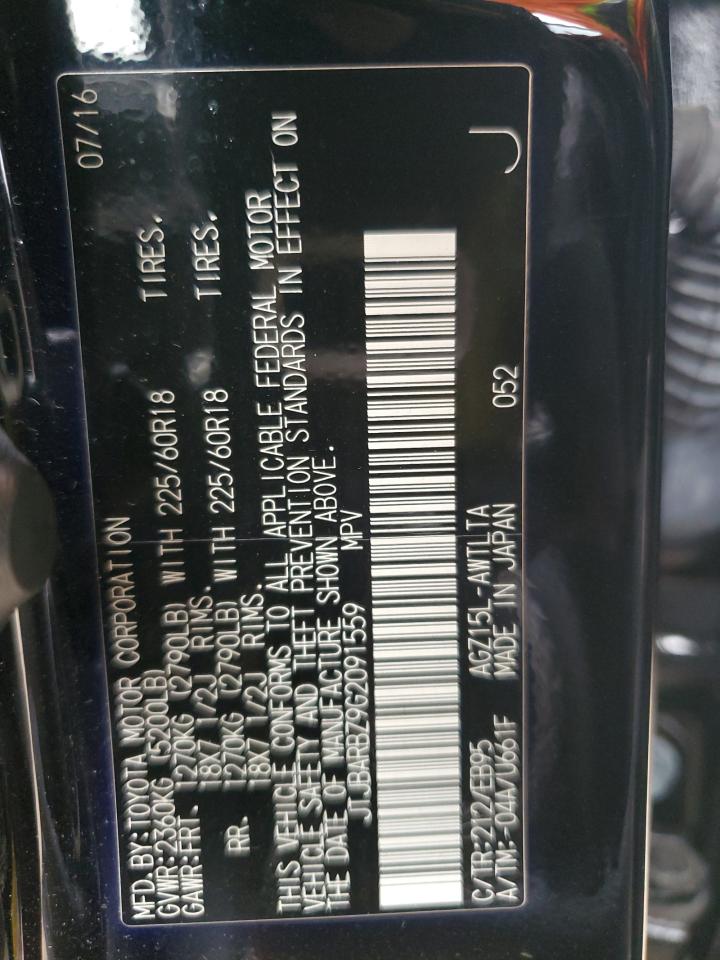 07/16
MFD.BY:TOYOTA MOTOR CORPORATION
GVWR:2360KG (5200LB)
GAWR:FRT. 1270KG (2790LB) WITH 225/60R18 TIRES.
18X7 1/2J RIMS.
RR. 1270KG (2790LB) WITH 225/60R18 TIRES.
18X7 1/2J RIMS.
THIS VEHICLE CONFORMS TO ALL APPLICABLE FEDERAL MOTOR
VEHICLE SAFETY AND THEFT PREVENTION STANDARDS IN EFFECT ON
THE DATE OF MANUFACTURE SHOWN ABOVE.
JTJBARBZ9G2091559 MPV
C/TR:212/EB95 AGZ15L-AWTLTA 052
A/TM:-04A/U661F MADE IN JAPAN
J